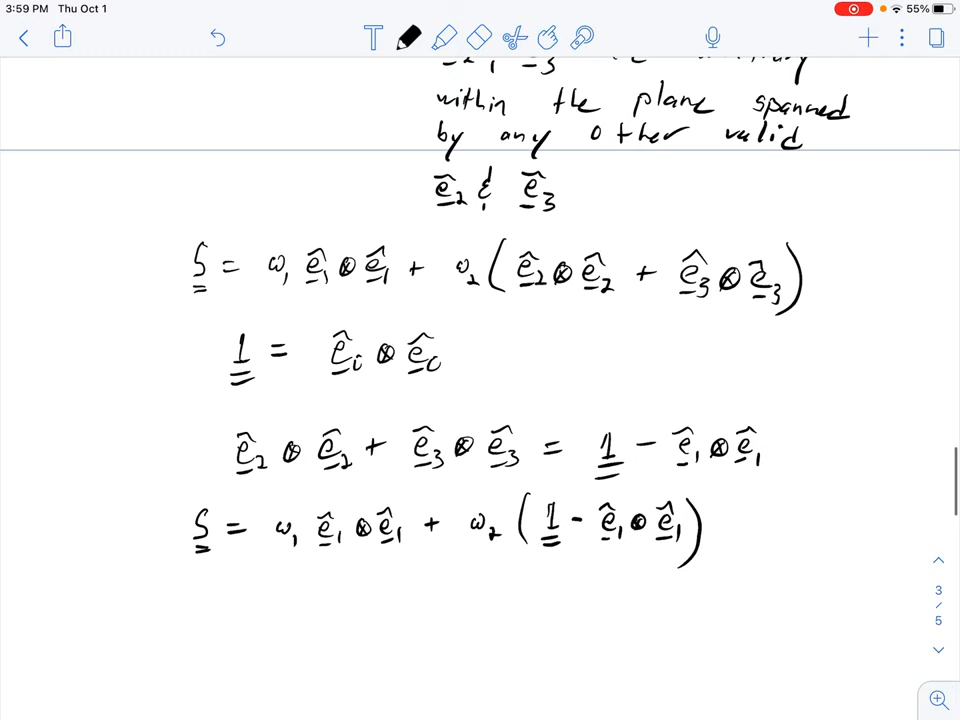 3:59 PM Thu Oct 1 55%
T
within the plane spanned
by any other valid
ê₂ & ê₃
S = ω₁ ê₁ ⊗ ê₁ + ω₂ ( ê₂ ⊗ ê₂ + ê₃ ⊗ ê₃ )
1 = êᵢ ⊗ êᵢ
ê₂ ⊗ ê₂ + ê₃ ⊗ ê₃ = 1 - ê₁ ⊗ ê₁
S = ω₁ ê₁ ⊗ ê₁ + ω₂ ( 1 - ê₁ ⊗ ê₁ )
3
/
5